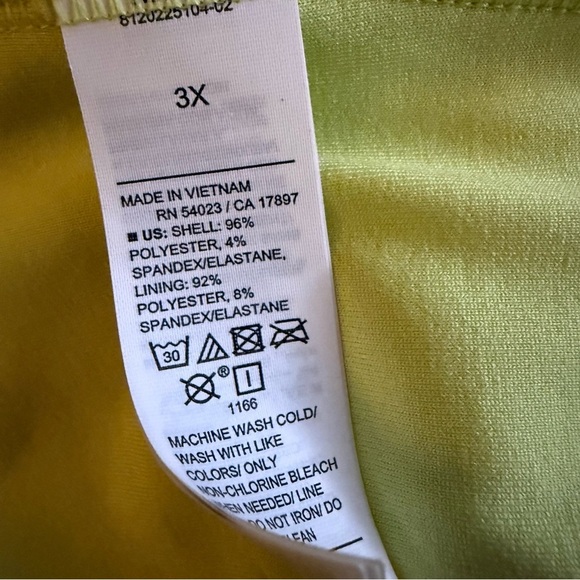 8120225104-02
3X
MADE IN VIETNAM
RN 54023 / CA 17897
US: SHELL: 96%
POLYESTER, 4%
SPANDEX/ELASTANE,
LINING: 92%
POLYESTER, 8%
SPANDEX/ELASTANE
30
®
1166
MACHINE WASH COLD/
WASH WITH LIKE
COLORS/ ONLY
NON-CHLORINE BLEACH
NEEDED/ LINE
DO NOT IRON/ DO